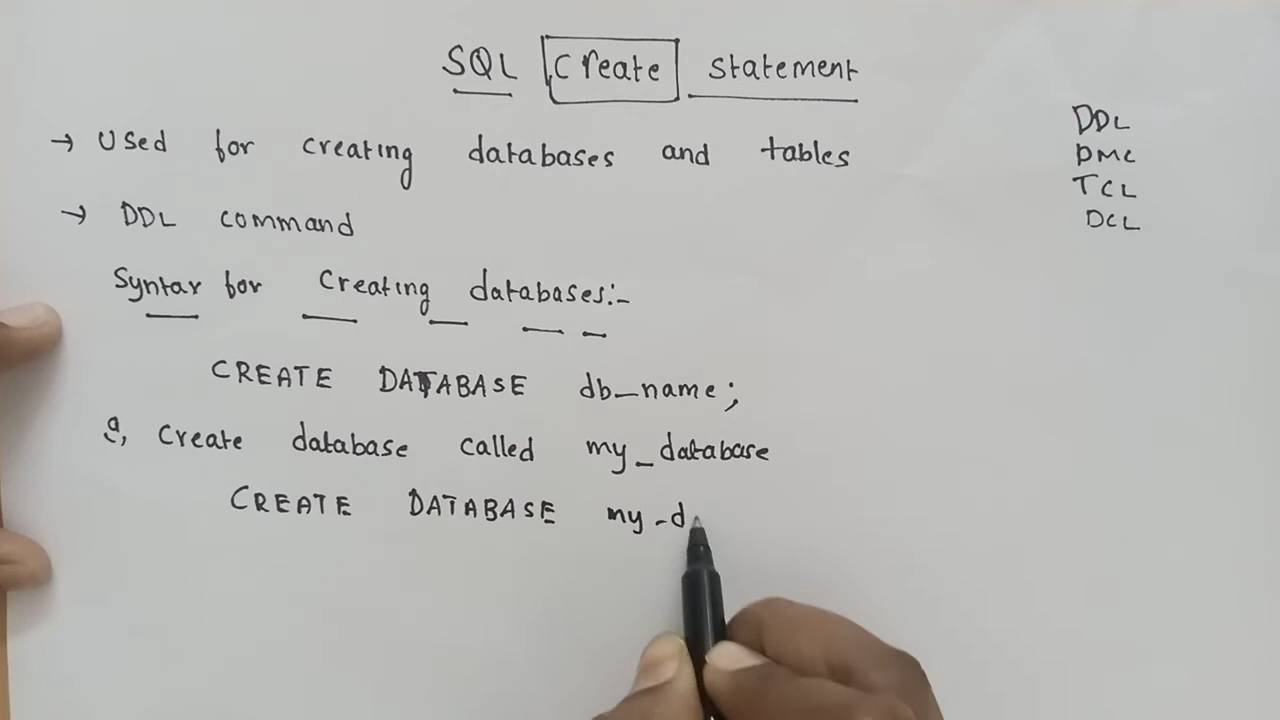 SQL Create statement
→ Used for creating databases and tables
DDL
DMC
TCL
DCL
→ DDL command
Syntax for Creating databases:-
CREATE DATABASE db_name;
Q, Create database called my_database
CREATE DATABASE my_d